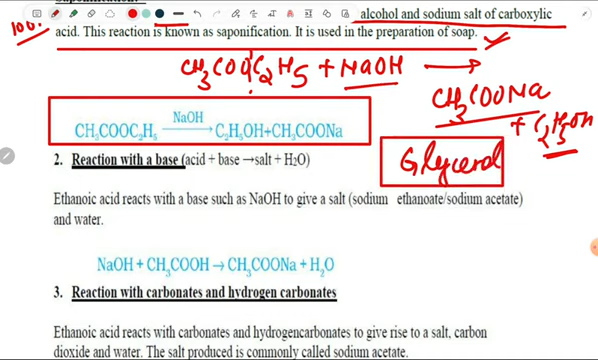 Saponification:
alcohol and sodium salt of carboxylic
100%
acid. This reaction is known as saponification. It is used in the preparation of soap.
CH3COOC2H5 + NaOH →
CH3COONa
+ C2H5OH
NaOH
CH3COOC2H5 → C2H5OH+CH3COONa
Glycerol
2. Reaction with a base (acid + base →salt + H2O)
Ethanoic acid reacts with a base such as NaOH to give a salt (sodium ethanoate/sodium acetate)
and water.
NaOH + CH3COOH → CH3COONa + H2O
3. Reaction with carbonates and hydrogen carbonates
Ethanoic acid reacts with carbonates and hydrogencarbonates to give rise to a salt, carbon
dioxide and water. The salt produced is commonly called sodium acetate.